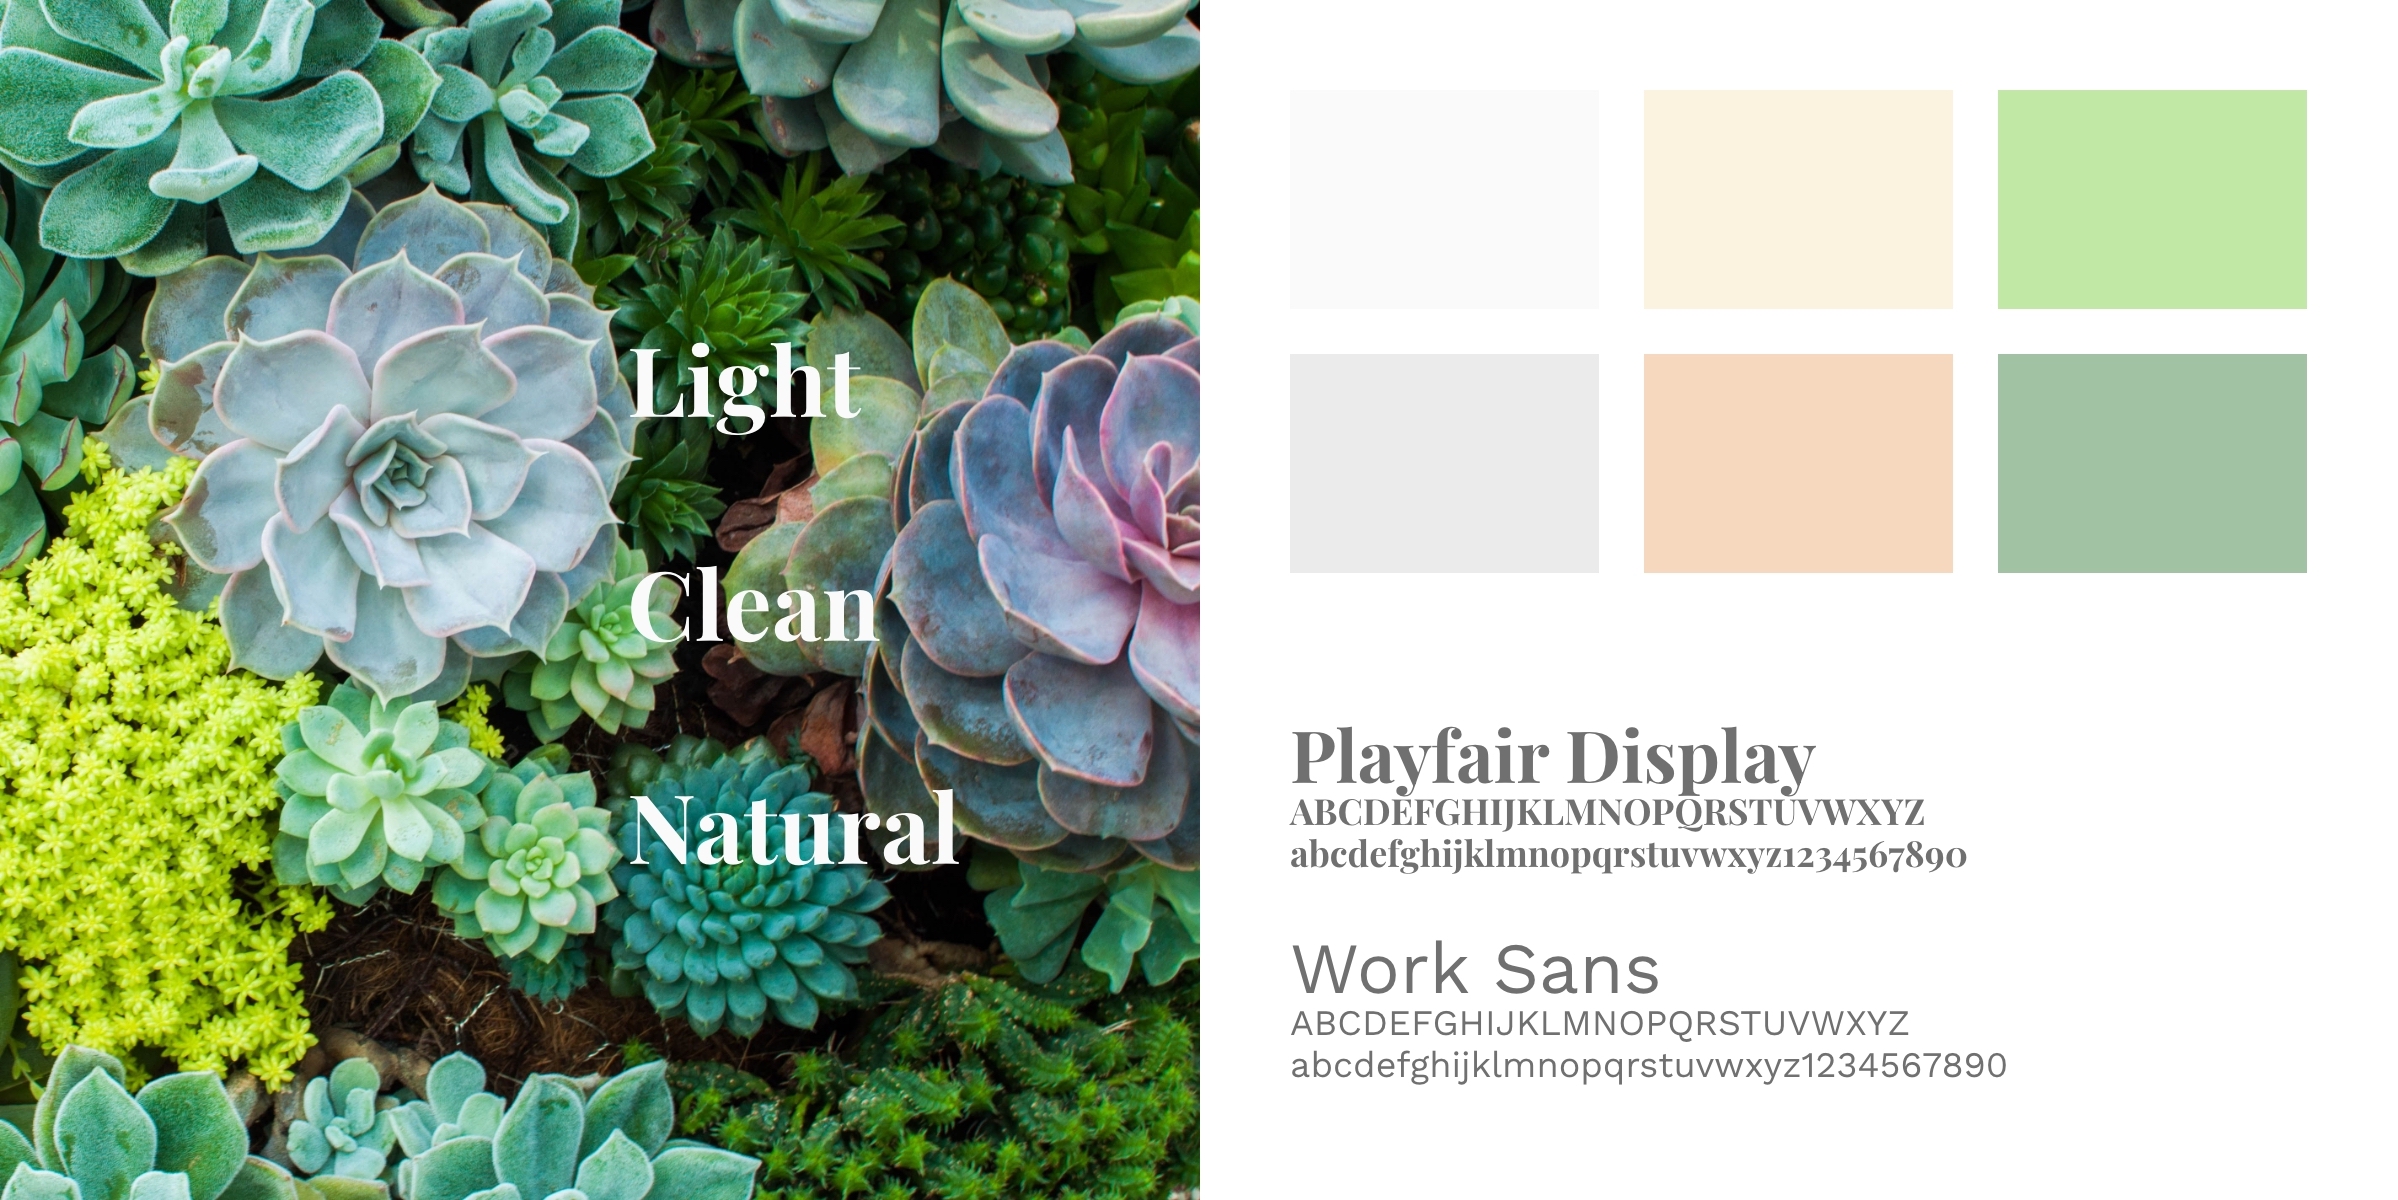 Light
Clean
Natural
Playfair Display
ABCDEFGHIJKLMNOPQRSTUVWXYZ
abcdefghijklmnopqrstuvwxyz1234567890
Work Sans
ABCDEFGHIJKLMNOPQRSTUVWXYZ
abcdefghijklmnopqrstuvwxyz1234567890